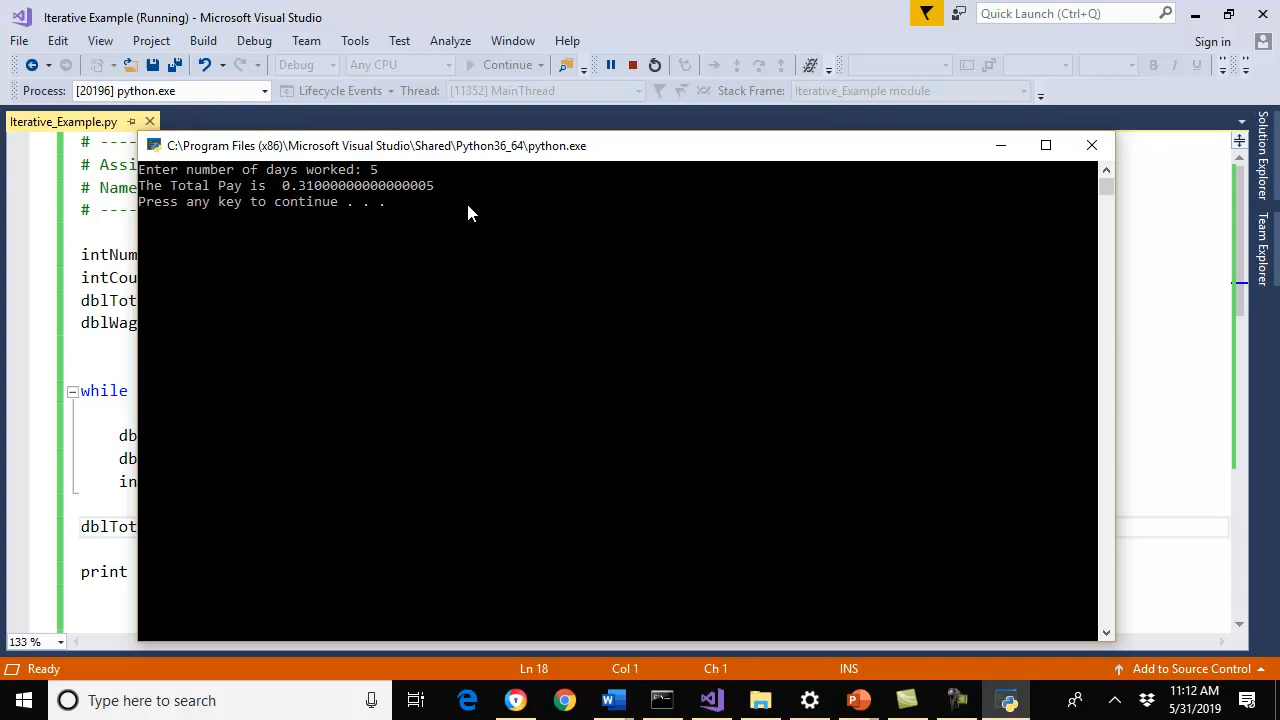 Iterative Example (Running) - Microsoft Visual Studio
Quick Launch (Ctrl+Q)
File Edit View Project Build Debug Team Tools Test Analyze Window Help
Sign in
Debug Any CPU Continue
Process: [20196] python.exe Lifecycle Events Thread: [11352] MainThread Stack Frame: Iterative_Example module
Iterative_Example.py
C:\Program Files (x86)\Microsoft Visual Studio\Shared\Python36_64\python.exe
Enter number of days worked: 5
The Total Pay is  0.31000000000000005
Press any key to continue . . .
# ----
# Assi
# Name
# ----
intNum
intCou
dblTot
dblWag
while
db
db
in
dblTot
print
Solution Explorer
Team Explorer
133 %
Ready Ln 18 Col 1 Ch 1 INS Add to Source Control
Type here to search
11:12 AM
5/31/2019